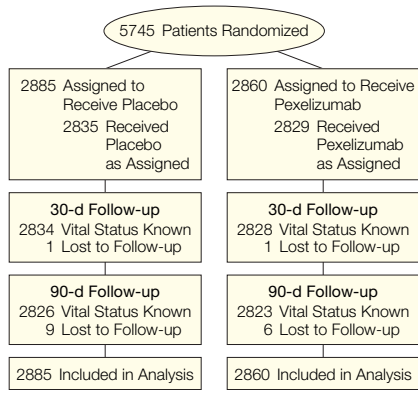 5745 Patients Randomized
2885 Assigned to
Receive Placebo
2835 Received
Placebo
as Assigned
2860 Assigned to Receive
Pexelizumab
2829 Received
Pexelizumab
as Assigned
30-d Follow-up
2834 Vital Status Known
1 Lost to Follow-up
30-d Follow-up
2828 Vital Status Known
1 Lost to Follow-up
90-d Follow-up
2826 Vital Status Known
9 Lost to Follow-up
90-d Follow-up
2823 Vital Status Known
6 Lost to Follow-up
2885 Included in Analysis
2860 Included in Analysis